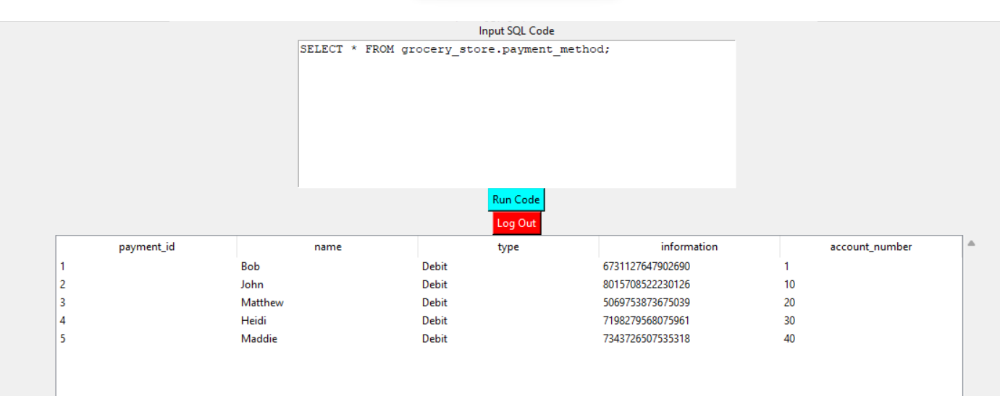 Input SQL Code
SELECT * FROM grocery_store.payment_method;
Run Code
Log Out
payment_id name type information account_number
1 Bob Debit 6731127647902690 1
2 John Debit 8015708522230126 10
3 Matthew Debit 5069753873675039 20
4 Heidi Debit 7198279568075961 30
5 Maddie Debit 7343726507535318 40